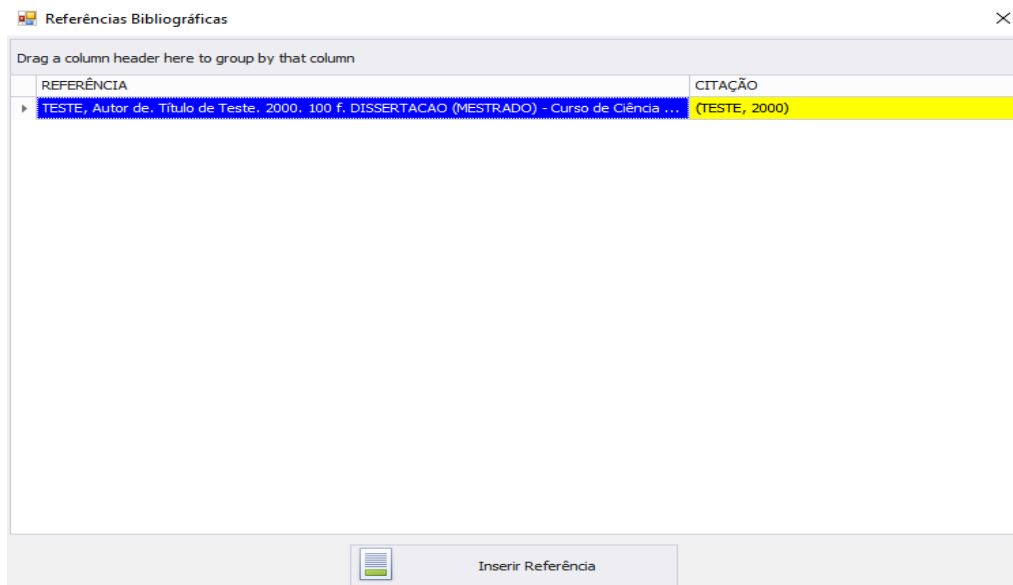 Referências Bibliográficas
Drag a column header here to group by that column
REFERÊNCIA CITAÇÃO
TESTE, Autor de. Título de Teste. 2000. 100 f. DISSERTACAO (MESTRADO) - Curso de Ciência ... (TESTE, 2000)
Inserir Referência